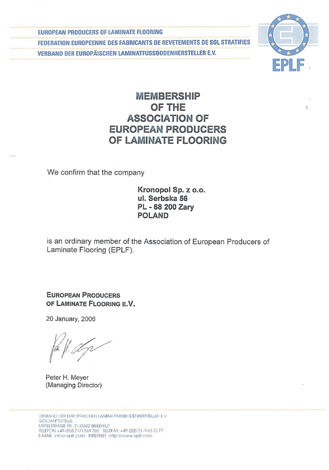 EUROPEAN PRODUCERS OF LAMINATE FLOORING
FEDERATION EUROPEENNE DES FABRICANTS DE REVETEMENTS DE SOL STRATIFIES
VERBAND DER EUROPÄISCHEN LAMINATFUSSBODENHERSTELLER E.V.
EPLF
MEMBERSHIP
OF THE
ASSOCIATION OF
EUROPEAN PRODUCERS
OF LAMINATE FLOORING
We confirm that the company
Kronopol Sp. z o.o.
ul. Serbska 56
PL - 68 200 Zary
POLAND
is an ordinary member of the Association of European Producers of
Laminate Flooring (EPLF).
EUROPEAN PRODUCERS
OF LAMINATE FLOORING E.V.
20 January, 2006
Peter H. Meyer
(Managing Director)
VERBAND DER EUROPÄISCHEN LAMINATFUSSBODENHERSTELLER E.V.
GESCHÄFTSSTELLE